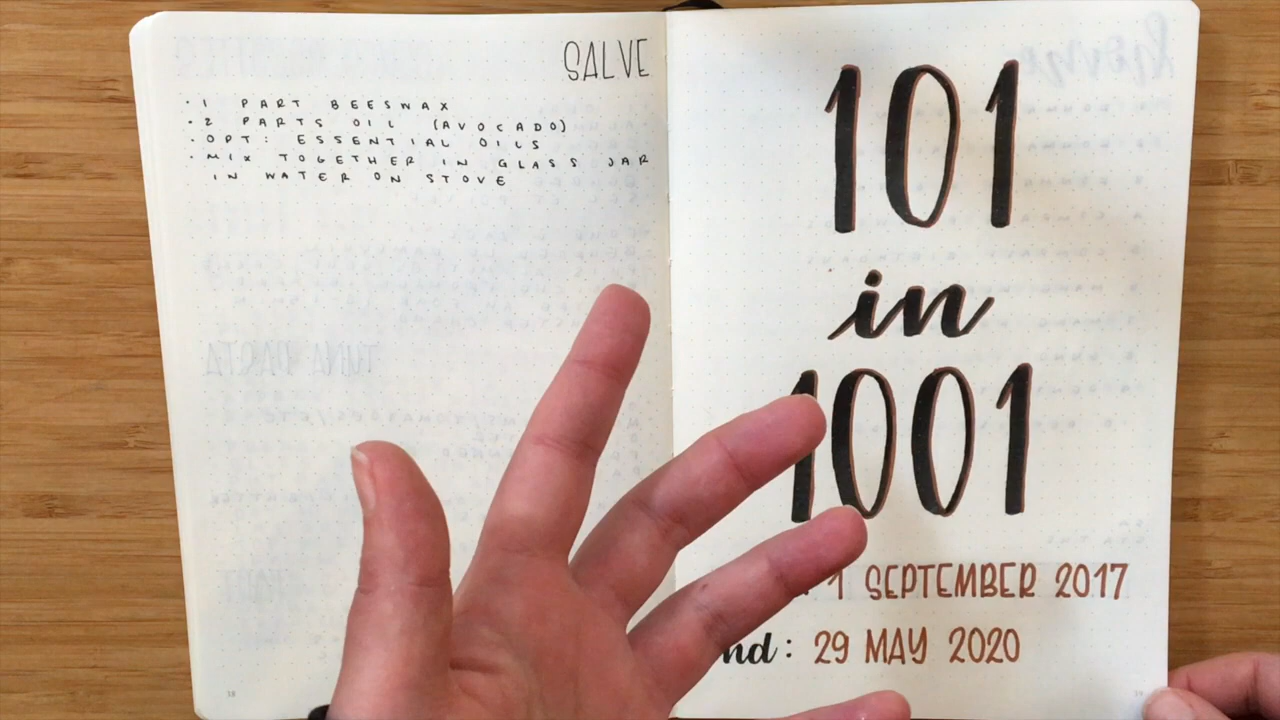 SALVE
· 1 PART BEESWAX
· 2 PARTS OIL (AVOCADO)
· OPT: ESSENTIAL OILS
· MIX TOGETHER IN GLASS JAR
IN WATER ON STOVE
101
in
1001
: 1 SEPTEMBER 2017
nd: 29 MAY 2020